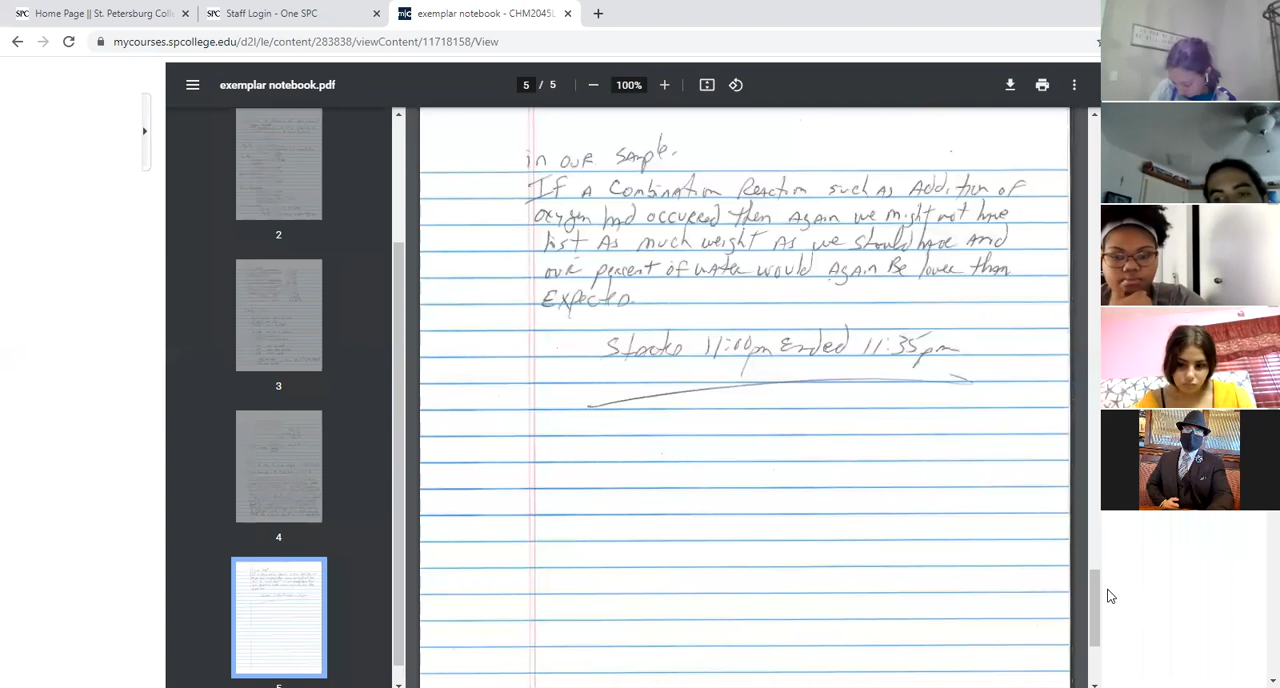 Home Page || St. Petersburg Coll
Staff Login - One SPC
exemplar notebook - CHM2045L
mycourses.spcollege.edu/d2l/le/content/283838/viewContent/11718158/View
exemplar notebook.pdf
5 / 5
100%
2
3
4
5
in our sample.
If A Combination Reaction such As Addition of
oxygen had occurred then Again we might not have
lost As much weight As we should have And
our percent of water would Again Be lower than
Expected.
Started 1:00pm Ended 11:35pm